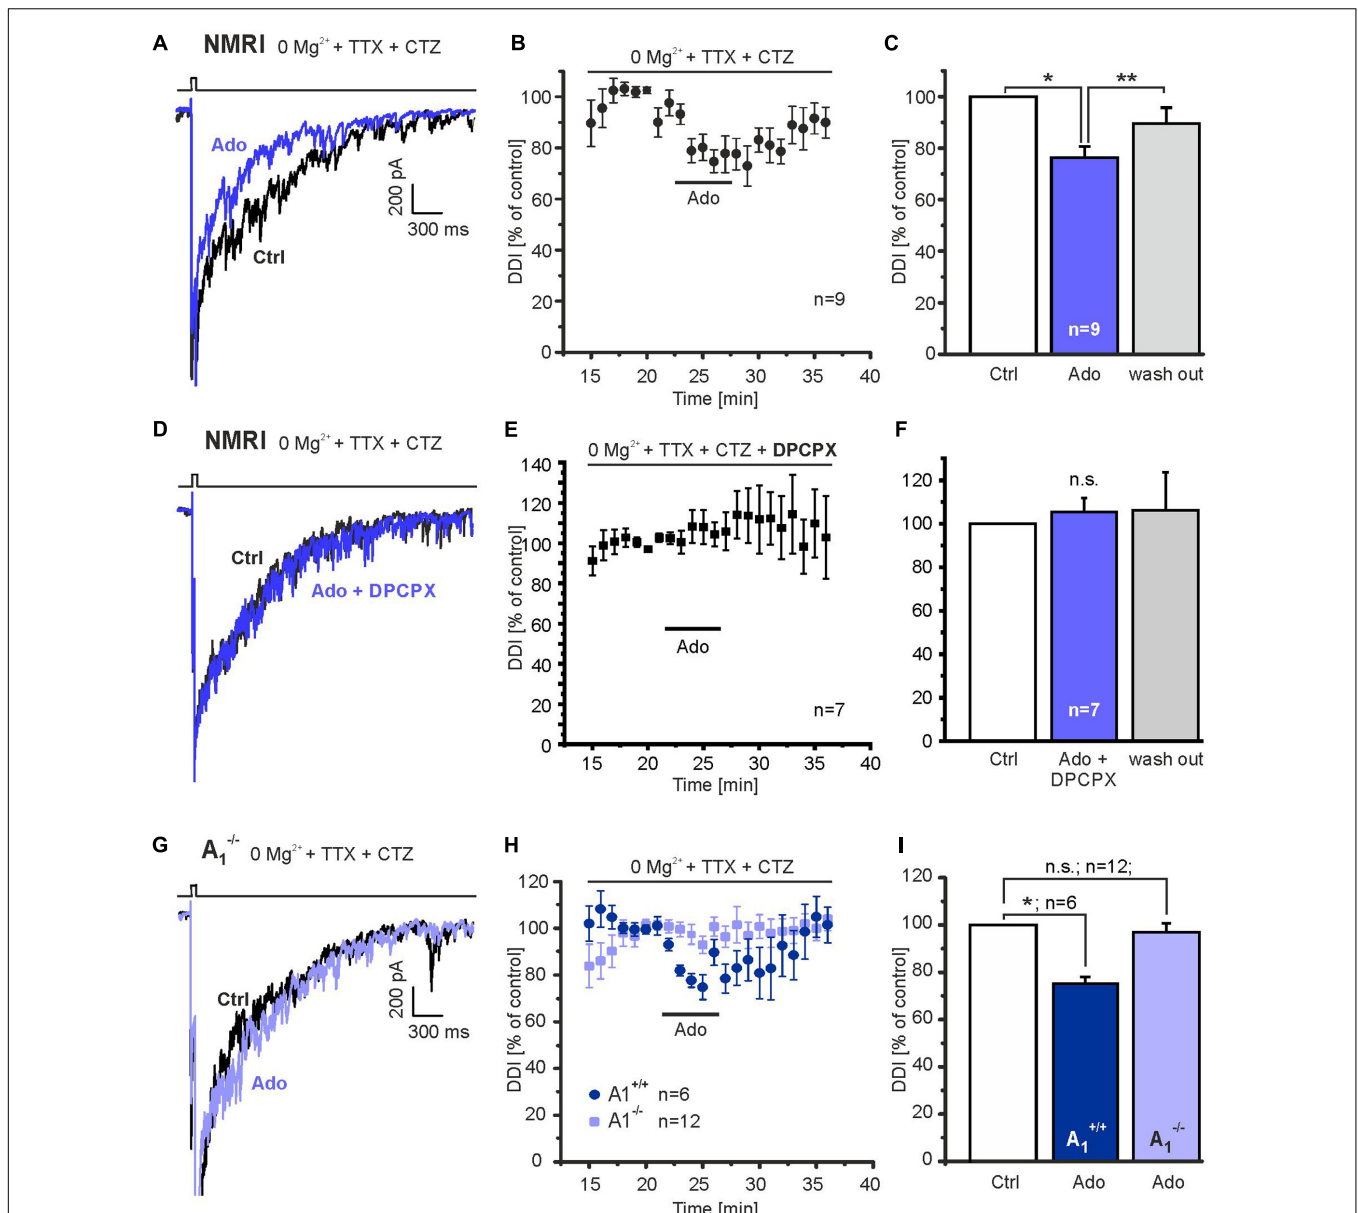 A
NMRI 0 Mg2+ + TTX + CTZ
Ado
Ctrl
200 pA
300 ms
B
0 Mg2+ + TTX + CTZ
DDI [% of control]
100
80
60
40
20
0
Ado
n=9
15 20 25 30 35 40
Time [min]
C
* **
DDI [% of control]
100
80
60
40
20
0
n=9
Ctrl Ado wash out
D
NMRI 0 Mg2+ + TTX + CTZ
Ctrl
Ado + DPCPX
E
0 Mg2+ + TTX + CTZ + DPCPX
DDI [% of control]
140
120
100
80
60
40
20
0
Ado
n=7
15 20 25 30 35 40
Time [min]
F
n.s.
DDI [% of control]
120
100
80
60
40
20
0
n=7
Ctrl Ado + DPCPX wash out
G
A1-/- 0 Mg2+ + TTX + CTZ
Ctrl
Ado
200 pA
300 ms
H
0 Mg2+ + TTX + CTZ
DDI [% of control]
120
100
80
60
40
20
0
Ado
A1+/+ n=6
A1-/- n=12
15 20 25 30 35 40
Time [min]
I
n.s.; n=12;
*; n=6
DDI [% of control]
120
100
80
60
40
20
0
A1+/+ A1-/-
Ctrl Ado Ado